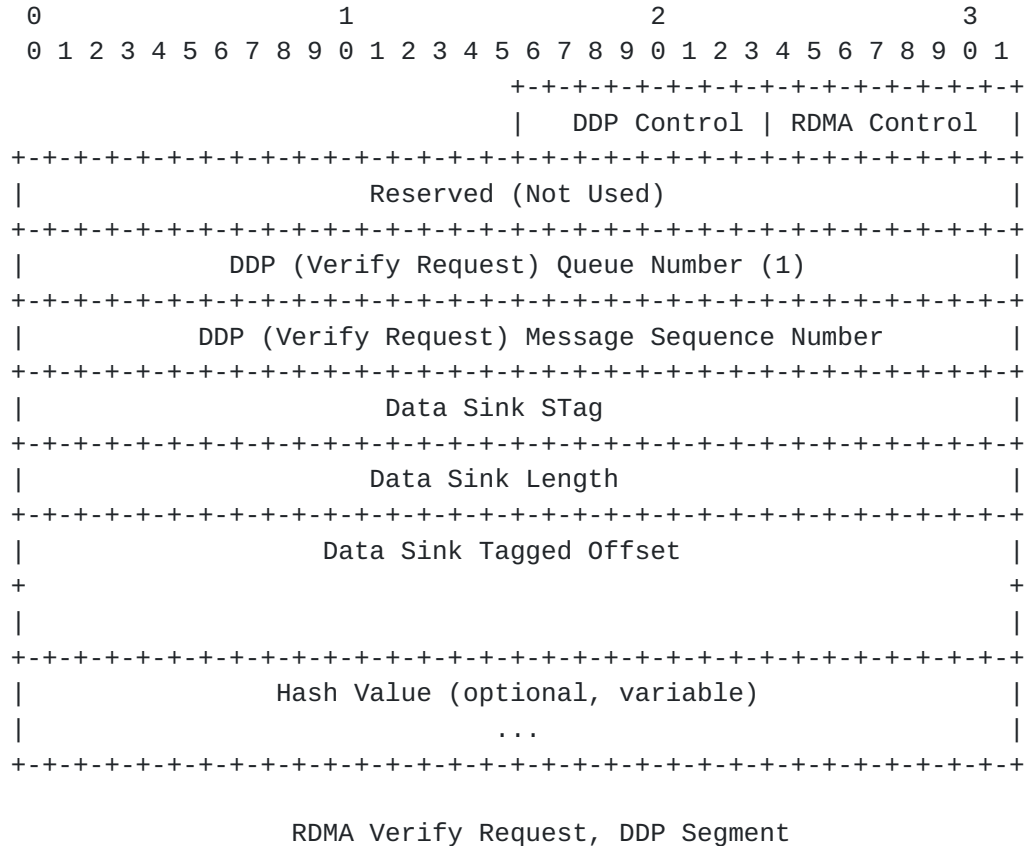 0                   1                   2                   3
 0 1 2 3 4 5 6 7 8 9 0 1 2 3 4 5 6 7 8 9 0 1 2 3 4 5 6 7 8 9 0 1
                                +-+-+-+-+-+-+-+-+-+-+-+-+-+-+-+-+
                                |   DDP Control | RDMA Control  |
+-+-+-+-+-+-+-+-+-+-+-+-+-+-+-+-+-+-+-+-+-+-+-+-+-+-+-+-+-+-+-+-+
|                      Reserved (Not Used)                      |
+-+-+-+-+-+-+-+-+-+-+-+-+-+-+-+-+-+-+-+-+-+-+-+-+-+-+-+-+-+-+-+-+
|             DDP (Verify Request) Queue Number (1)             |
+-+-+-+-+-+-+-+-+-+-+-+-+-+-+-+-+-+-+-+-+-+-+-+-+-+-+-+-+-+-+-+-+
|           DDP (Verify Request) Message Sequence Number        |
+-+-+-+-+-+-+-+-+-+-+-+-+-+-+-+-+-+-+-+-+-+-+-+-+-+-+-+-+-+-+-+-+
|                       Data Sink STag                          |
+-+-+-+-+-+-+-+-+-+-+-+-+-+-+-+-+-+-+-+-+-+-+-+-+-+-+-+-+-+-+-+-+
|                      Data Sink Length                         |
+-+-+-+-+-+-+-+-+-+-+-+-+-+-+-+-+-+-+-+-+-+-+-+-+-+-+-+-+-+-+-+-+
|                   Data Sink Tagged Offset                     |
+                                                               +
|                                                               |
+-+-+-+-+-+-+-+-+-+-+-+-+-+-+-+-+-+-+-+-+-+-+-+-+-+-+-+-+-+-+-+-+
|                Hash Value (optional, variable)                |
|                              ...                              |
+-+-+-+-+-+-+-+-+-+-+-+-+-+-+-+-+-+-+-+-+-+-+-+-+-+-+-+-+-+-+-+-+
                  RDMA Verify Request, DDP Segment